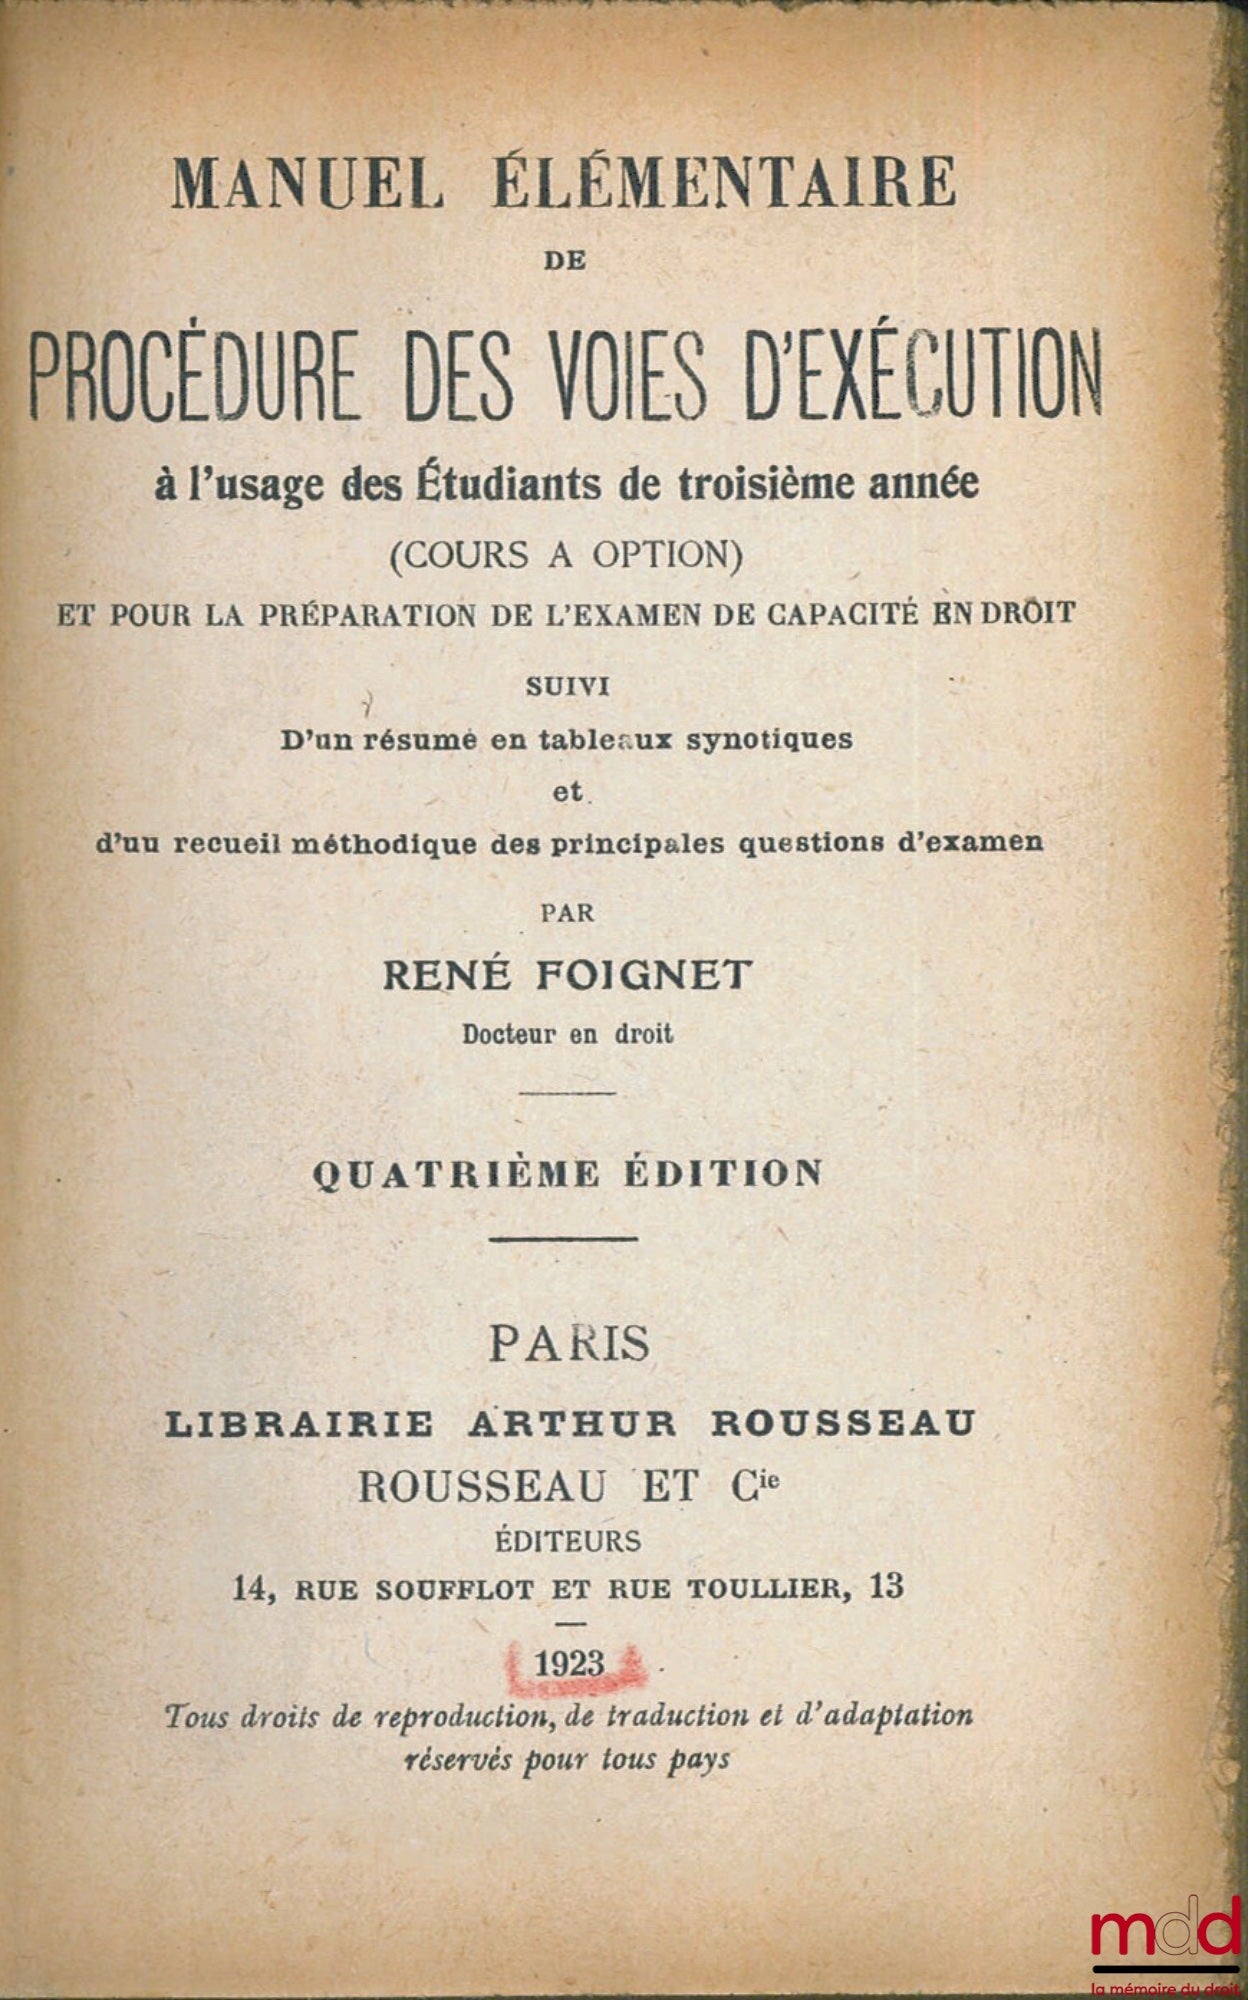 MANUEL ÉLÉMENTAIRE
DE
PROCÉDURE DES VOIES D'EXÉCUTION
à l'usage des Étudiants de troisième année
(COURS A OPTION)
ET POUR LA PRÉPARATION DE L'EXAMEN DE CAPACITÉ EN DROIT
SUIVI
D'un résumé en tableaux synotiques
et
d'un recueil méthodique des principales questions d'examen
PAR
RENÉ FOIGNET
Docteur en droit
QUATRIÈME ÉDITION
PARIS
LIBRAIRIE ARTHUR ROUSSEAU
ROUSSEAU ET Cie
ÉDITEURS
14, RUE SOUFFLOT ET RUE TOULLIER, 13
1923
Tous droits de reproduction, de traduction et d'adaptation
réservés pour tous pays
mdd
la mémoire du droit